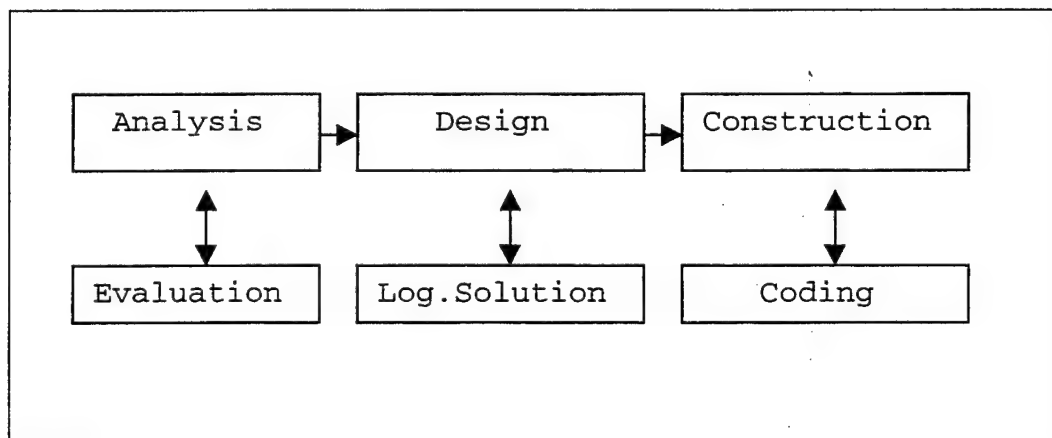 Analysis
Design
Construction
Evaluation
Log.Solution
Coding